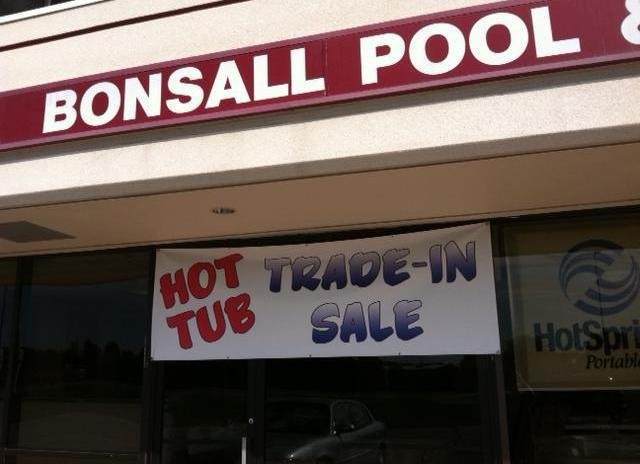 BONSALL POOL &
HOT TUB
TRADE-IN
SALE
HotSpri
Portabl